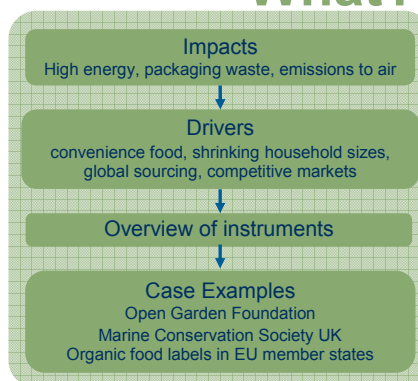 Impacts
High energy, packaging waste, emissions to air
Drivers
convenience food, shrinking household sizes,
global sourcing, competitive markets
Overview of instruments
Case Examples
Open Garden Foundation
Marine Conservation Society UK
Organic food labels in EU member states